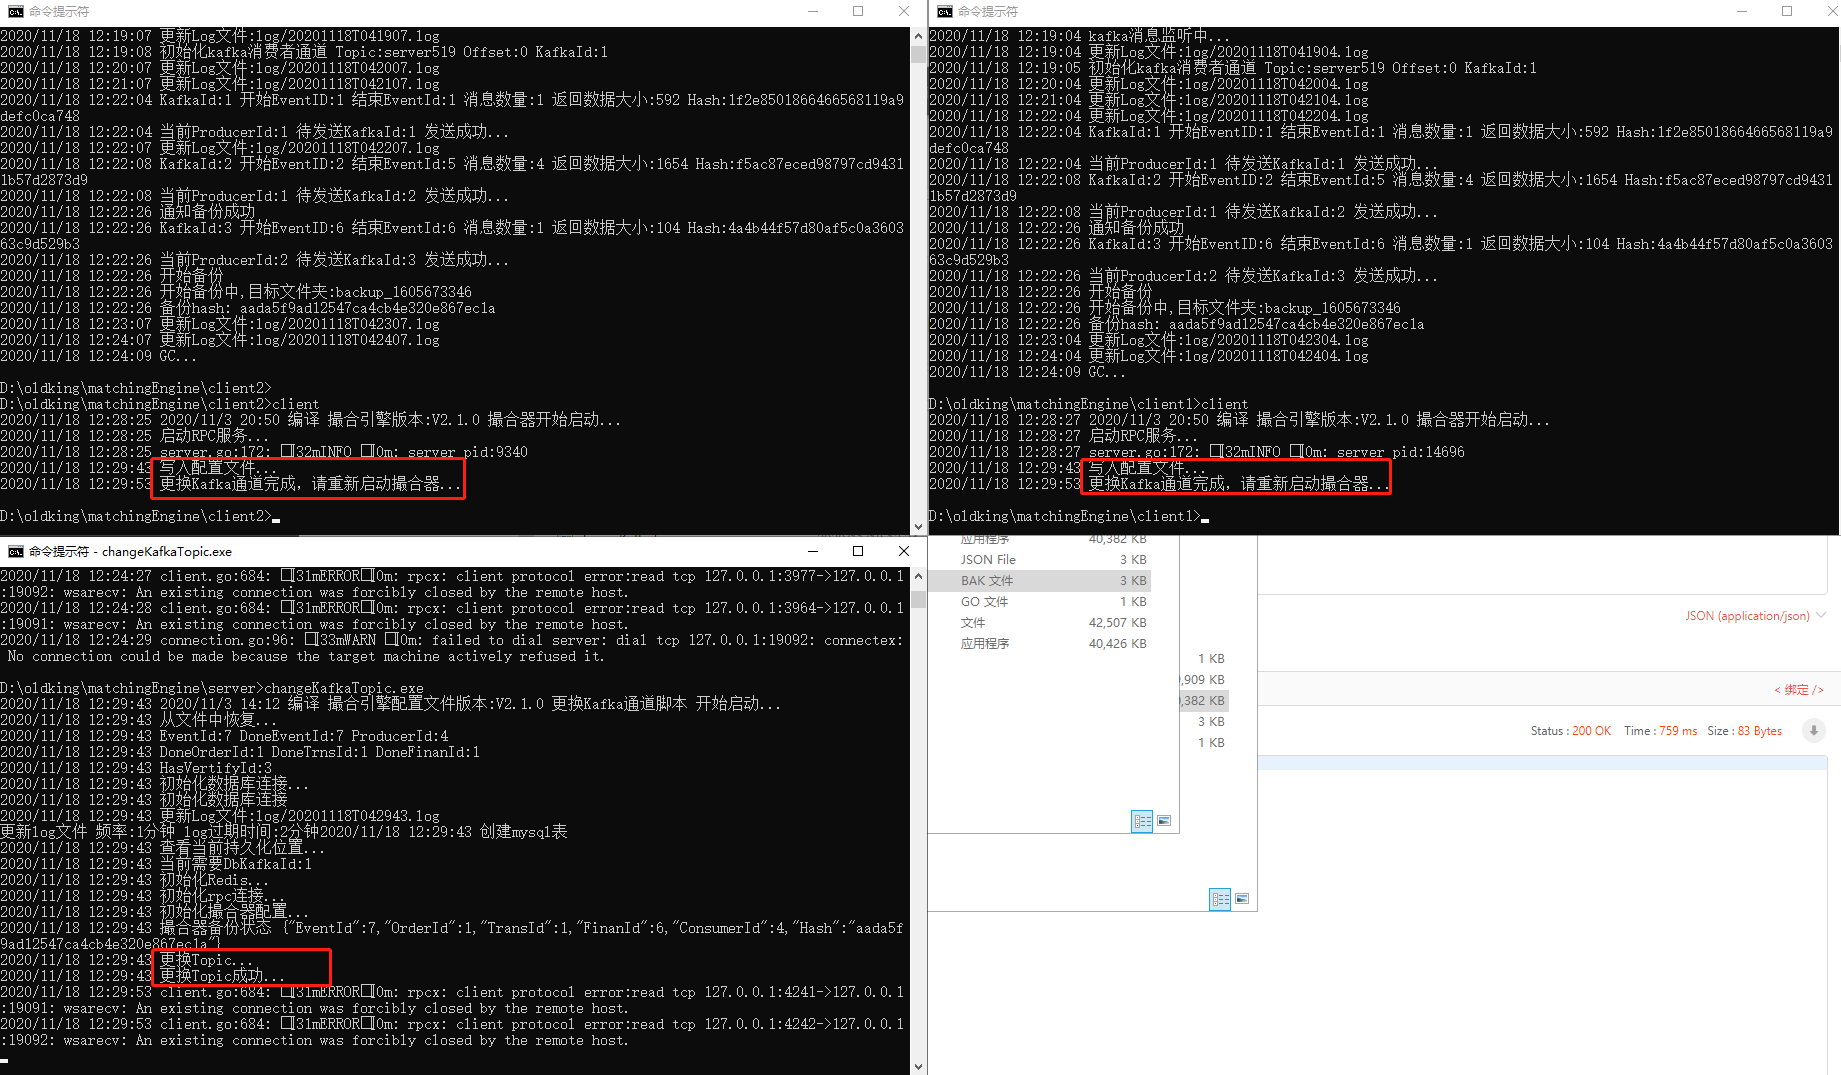 命令提示符
2020/11/18 12:19:07 更新Log文件:log/20201118T041907.log
2020/11/18 12:19:08 初始化kafka消费者通道 Topic:server519 Offset:0 KafkaId:1
2020/11/18 12:20:07 更新Log文件:log/20201118T042007.log
2020/11/18 12:21:07 更新Log文件:log/20201118T042107.log
2020/11/18 12:22:04 KafkaId:1 开始EventID:1 结束EventId:1 消息数量:1 返回数据大小:592 Hash:1f2e8501866466568119a9
defc0ca748
2020/11/18 12:22:04 当前ProducerId:1 待发送KafkaId:1 发送成功...
2020/11/18 12:22:07 更新Log文件:log/20201118T042207.log
2020/11/18 12:22:08 KafkaId:2 开始EventID:2 结束EventId:5 消息数量:4 返回数据大小:1654 Hash:f5ac87eced98797cd9431
1b57d2873d9
2020/11/18 12:22:08 当前ProducerId:1 待发送KafkaId:2 发送成功...
2020/11/18 12:22:26 通知备份成功
2020/11/18 12:22:26 KafkaId:3 开始EventID:6 结束EventId:6 消息数量:1 返回数据大小:104 Hash:4a4b44f57d80af5c0a3603
63c9d529b3
2020/11/18 12:22:26 当前ProducerId:2 待发送KafkaId:3 发送成功...
2020/11/18 12:22:26 开始备份
2020/11/18 12:22:26 开始备份中,目标文件夹:backup_1605673346
2020/11/18 12:22:26 备份hash: aada5f9ad12547ca4cb4e320e867ec1a
2020/11/18 12:23:07 更新Log文件:log/20201118T042307.log
2020/11/18 12:24:07 更新Log文件:log/20201118T042407.log
2020/11/18 12:24:09 GC...
D:\oldking\matchingEngine\client2>
D:\oldking\matchingEngine\client2>client
2020/11/18 12:28:25 2020/11/3 20:50 编译 撮合引擎版本:V2.1.0 撮合器开始启动...
2020/11/18 12:28:25 启动RPC服务...
2020/11/18 12:28:25 server.go:172: [32mINFO [0m: server pid:9340
2020/11/18 12:29:43 写入配置文件...
2020/11/18 12:29:53 更换Kafka通道完成，请重新启动撮合器...
D:\oldking\matchingEngine\client2>
命令提示符
2020/11/18 12:19:04 kafka消息监听中...
2020/11/18 12:19:04 更新Log文件:log/20201118T041904.log
2020/11/18 12:19:05 初始化kafka消费者通道 Topic:server519 Offset:0 KafkaId:1
2020/11/18 12:20:04 更新Log文件:log/20201118T042004.log
2020/11/18 12:21:04 更新Log文件:log/20201118T042104.log
2020/11/18 12:22:04 更新Log文件:log/20201118T042204.log
2020/11/18 12:22:04 KafkaId:1 开始EventID:1 结束EventId:1 消息数量:1 返回数据大小:592 Hash:1f2e8501866466568119a9
defc0ca748
2020/11/18 12:22:04 当前ProducerId:1 待发送KafkaId:1 发送成功...
2020/11/18 12:22:08 KafkaId:2 开始EventID:2 结束EventId:5 消息数量:4 返回数据大小:1654 Hash:f5ac87eced98797cd9431
1b57d2873d9
2020/11/18 12:22:08 当前ProducerId:1 待发送KafkaId:2 发送成功...
2020/11/18 12:22:26 通知备份成功
2020/11/18 12:22:26 KafkaId:3 开始EventID:6 结束EventId:6 消息数量:1 返回数据大小:104 Hash:4a4b44f57d80af5c0a3603
63c9d529b3
2020/11/18 12:22:26 当前ProducerId:2 待发送KafkaId:3 发送成功...
2020/11/18 12:22:26 开始备份
2020/11/18 12:22:26 开始备份中,目标文件夹:backup_1605673346
2020/11/18 12:22:26 备份hash: aada5f9ad12547ca4cb4e320e867ec1a
2020/11/18 12:23:04 更新Log文件:log/20201118T042304.log
2020/11/18 12:24:04 更新Log文件:log/20201118T042404.log
2020/11/18 12:24:09 GC...
D:\oldking\matchingEngine\client1>client
2020/11/18 12:28:27 2020/11/3 20:50 编译 撮合引擎版本:V2.1.0 撮合器开始启动...
2020/11/18 12:28:27 启动RPC服务...
2020/11/18 12:28:27 server.go:172: [32mINFO [0m: server pid:14696
2020/11/18 12:29:43 写入配置文件...
2020/11/18 12:29:53 更换Kafka通道完成，请重新启动撮合器...
D:\oldking\matchingEngine\client1>
命令提示符 - changeKafkaTopic.exe
2020/11/18 12:24:27 client.go:684: [31mERROR[0m: rpcx: client protocol error:read tcp 127.0.0.1:3977->127.0.0.1
:19092: wsarecv: An existing connection was forcibly closed by the remote host.
2020/11/18 12:24:28 client.go:684: [31mERROR[0m: rpcx: client protocol error:read tcp 127.0.0.1:3964->127.0.0.1
:19091: wsarecv: An existing connection was forcibly closed by the remote host.
2020/11/18 12:24:29 connection.go:96: [33mWARN [0m: failed to dial server: dial tcp 127.0.0.1:19092: connectex:
No connection could be made because the target machine actively refused it.
D:\oldking\matchingEngine\server>changeKafkaTopic.exe
2020/11/18 12:29:43 2020/11/3 14:12 编译 撮合引擎配置文件版本:V2.1.0 更换Kafka通道脚本 开始启动...
2020/11/18 12:29:43 从文件中恢复...
2020/11/18 12:29:43 EventId:7 DoneEventId:7 ProducerId:4
2020/11/18 12:29:43 DoneOrderId:1 DoneTrnsId:1 DoneFinanId:1
2020/11/18 12:29:43 HasVertifyId:3
2020/11/18 12:29:43 初始化数据库连接...
2020/11/18 12:29:43 初始化数据库连接
2020/11/18 12:29:43 更新Log文件:log/20201118T042943.log
更新log文件 频率:1分钟 log过期时间:2分钟2020/11/18 12:29:43 创建mysql表
2020/11/18 12:29:43 查看当前持久化位置...
2020/11/18 12:29:43 当前需要DbKafkaId:1
2020/11/18 12:29:43 初始化Redis...
2020/11/18 12:29:43 初始化rpc连接...
2020/11/18 12:29:43 初始化撮合器配置...
2020/11/18 12:29:43 撮合器备份状态 {"EventId":7,"OrderId":1,"TransId":1,"FinanId":6,"ConsumerId":4,"Hash":"aada5f
9ad12547ca4cb4e320e867ec1a"}
2020/11/18 12:29:43 更换Topic...
2020/11/18 12:29:43 更换Topic成功...
2020/11/18 12:29:53 client.go:684: [31mERROR[0m: rpcx: client protocol error:read tcp 127.0.0.1:4241->127.0.0.1
:19091: wsarecv: An existing connection was forcibly closed by the remote host.
2020/11/18 12:29:53 client.go:684: [31mERROR[0m: rpcx: client protocol error:read tcp 127.0.0.1:4242->127.0.0.1
:19092: wsarecv: An existing connection was forcibly closed by the remote host.
应用程序 40,382 KB
JSON File 3 KB
BAK 文件 3 KB
GO 文件 1 KB
文件 42,507 KB
应用程序 40,426 KB
1 KB
,909 KB
,382 KB
3 KB
1 KB
JSON (application/json)
< 绑定 />
Status : 200 OK Time : 759 ms Size : 83 Bytes